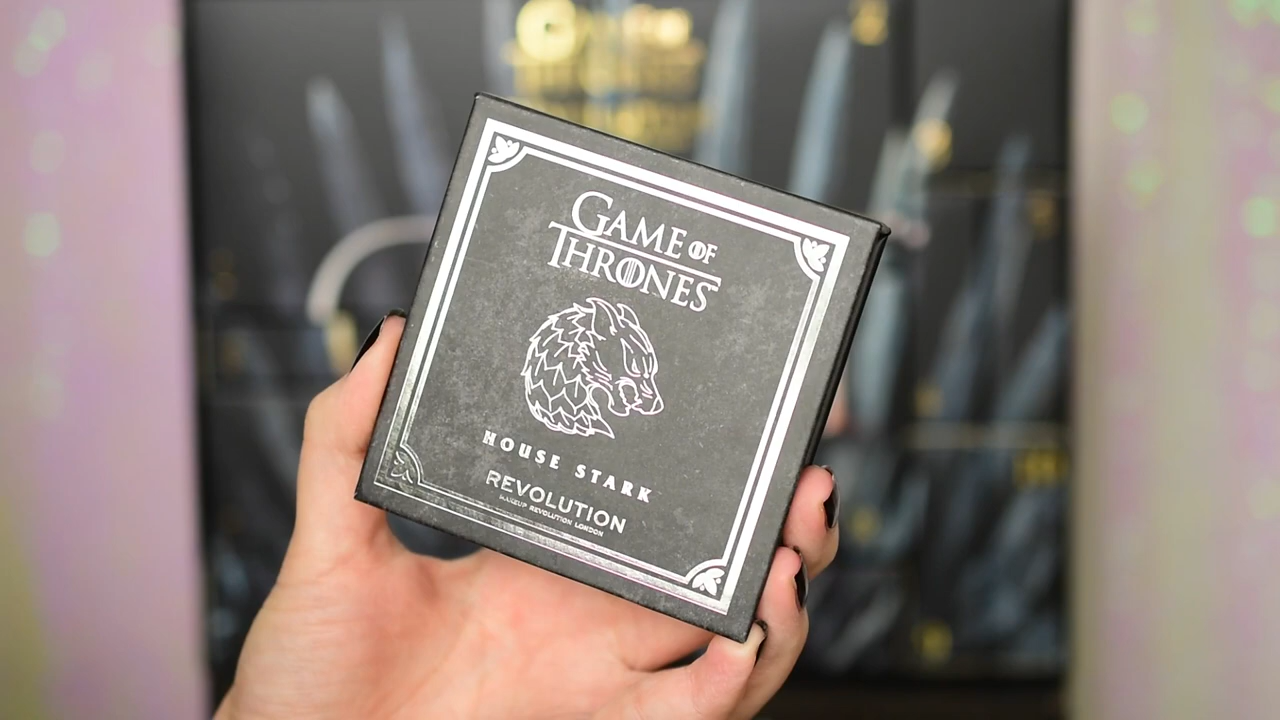 GAME OF
THRONES
HOUSE STARK
REVOLUTION
MAKEUP REVOLUTION LONDON